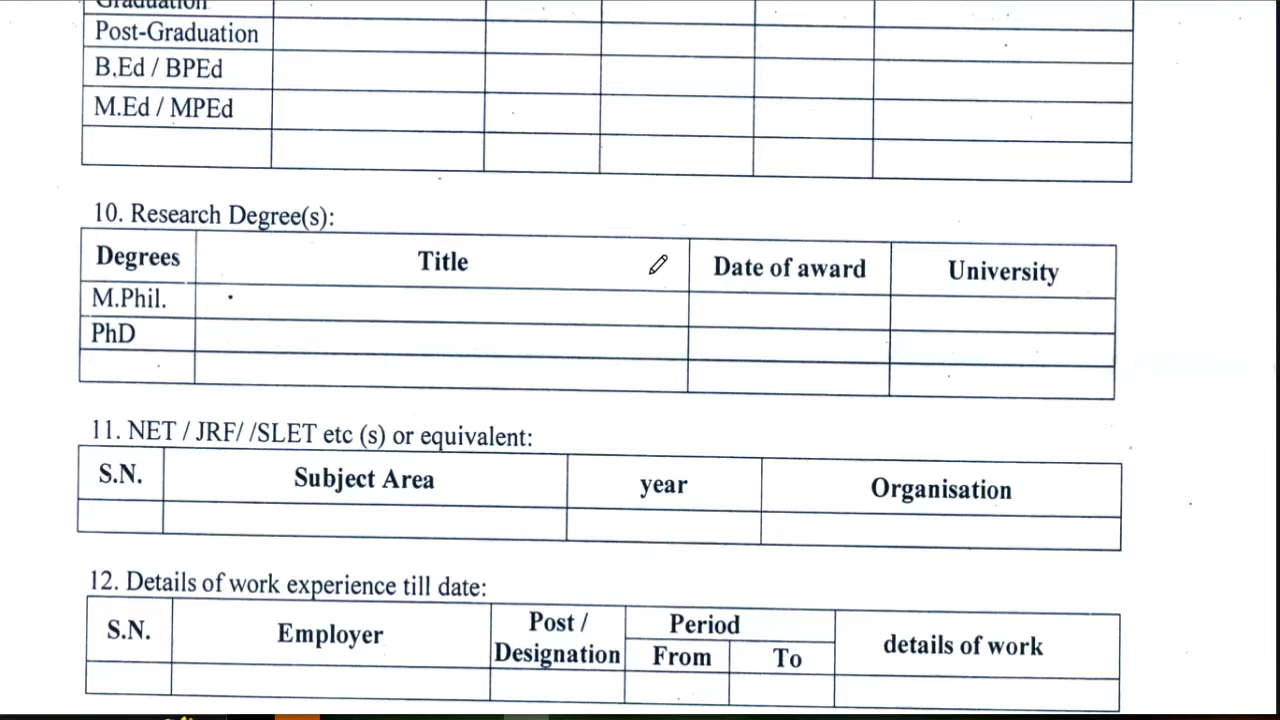 Graduation
Post-Graduation
B.Ed / BPEd
M.Ed / MPEd
10. Research Degree(s):
Degrees Title Date of award University
M.Phil.
PhD
11. NET / JRF/ /SLET etc (s) or equivalent:
S.N. Subject Area year Organisation
12. Details of work experience till date:
S.N. Employer Post / Designation Period From To details of work